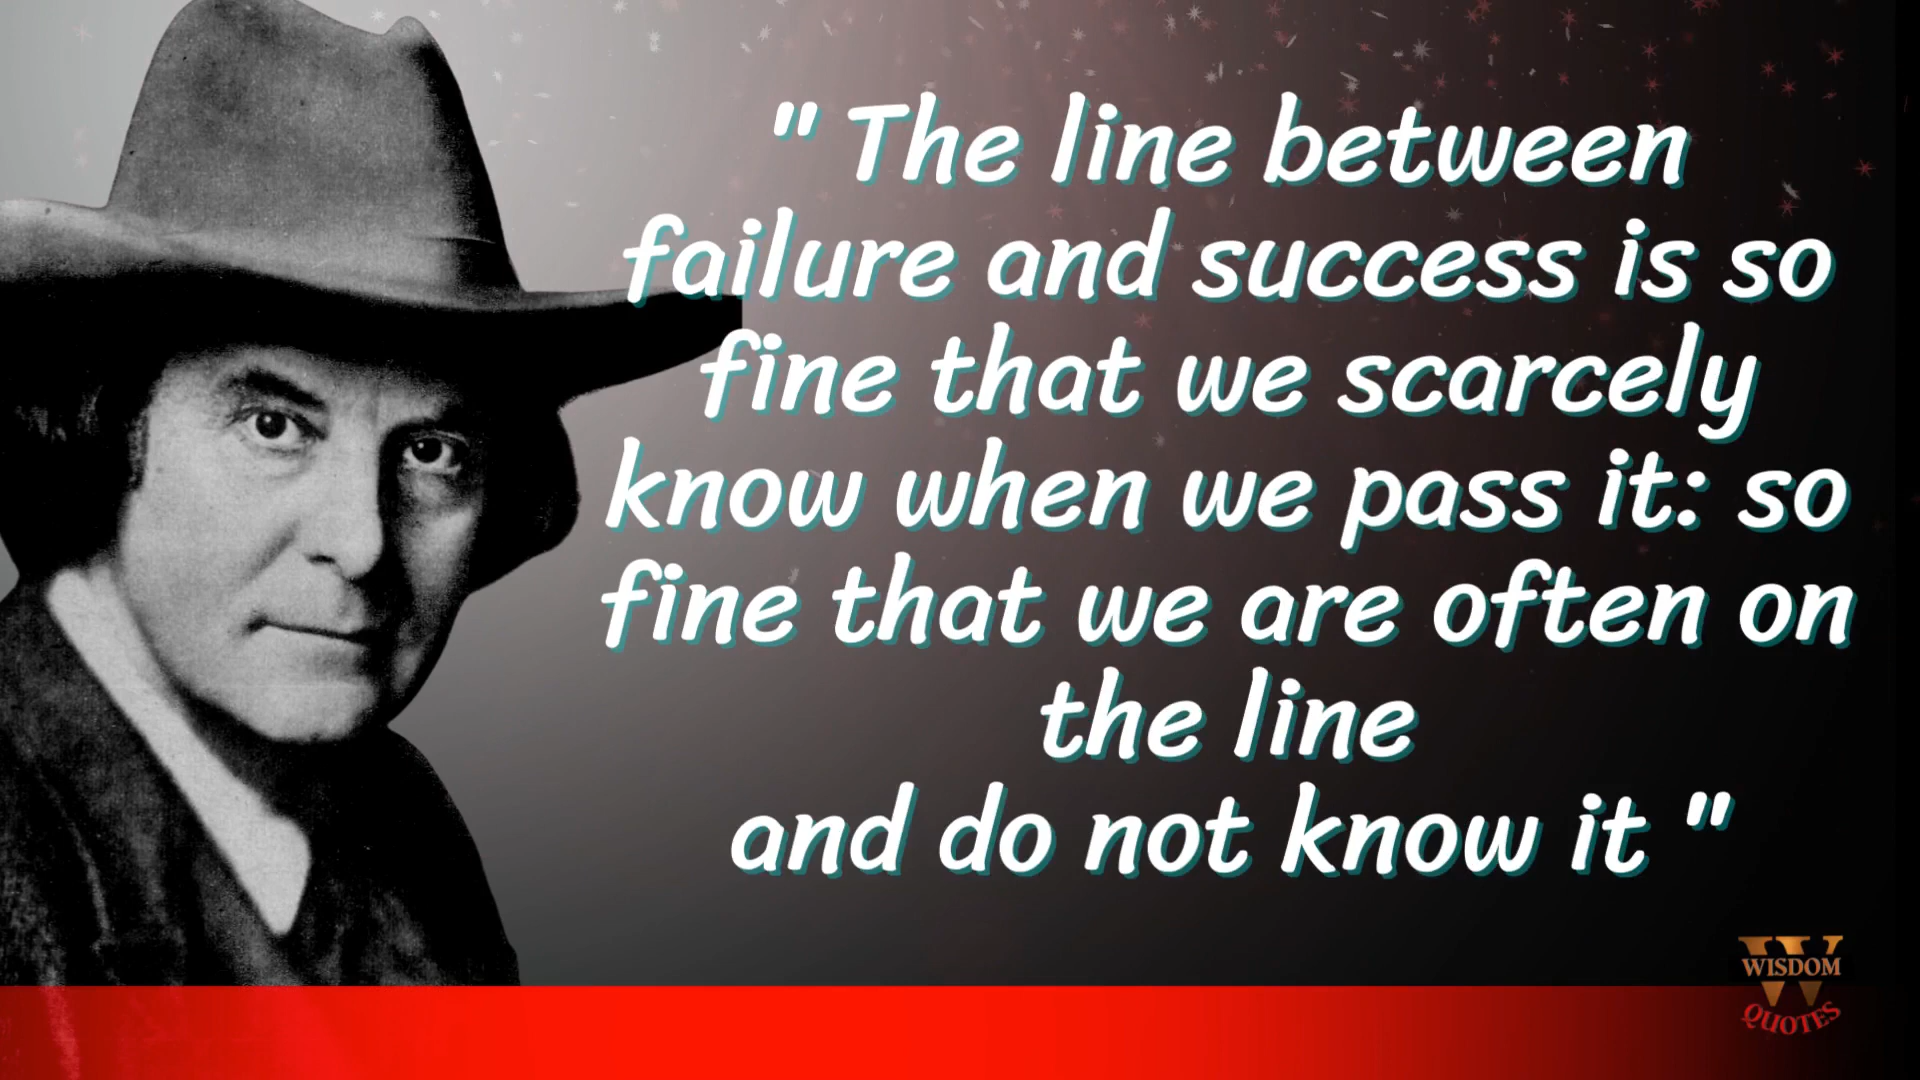 " The line between
failure and success is so
fine that we scarcely
know when we pass it: so
fine that we are often on
the line
and do not know it "
W
WISDOM
QUOTES